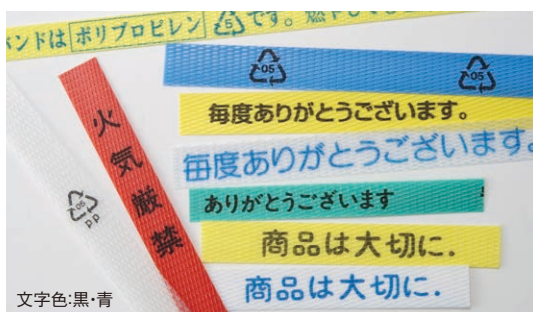 バンドは ポリプロピレン 5 です。燃
05 05
毎度ありがとうございます。
毎度ありがとうございます。
ありがとうございます
商品は大切に.
商品は大切に.
火気厳禁
05
PP
文字色:黒・青